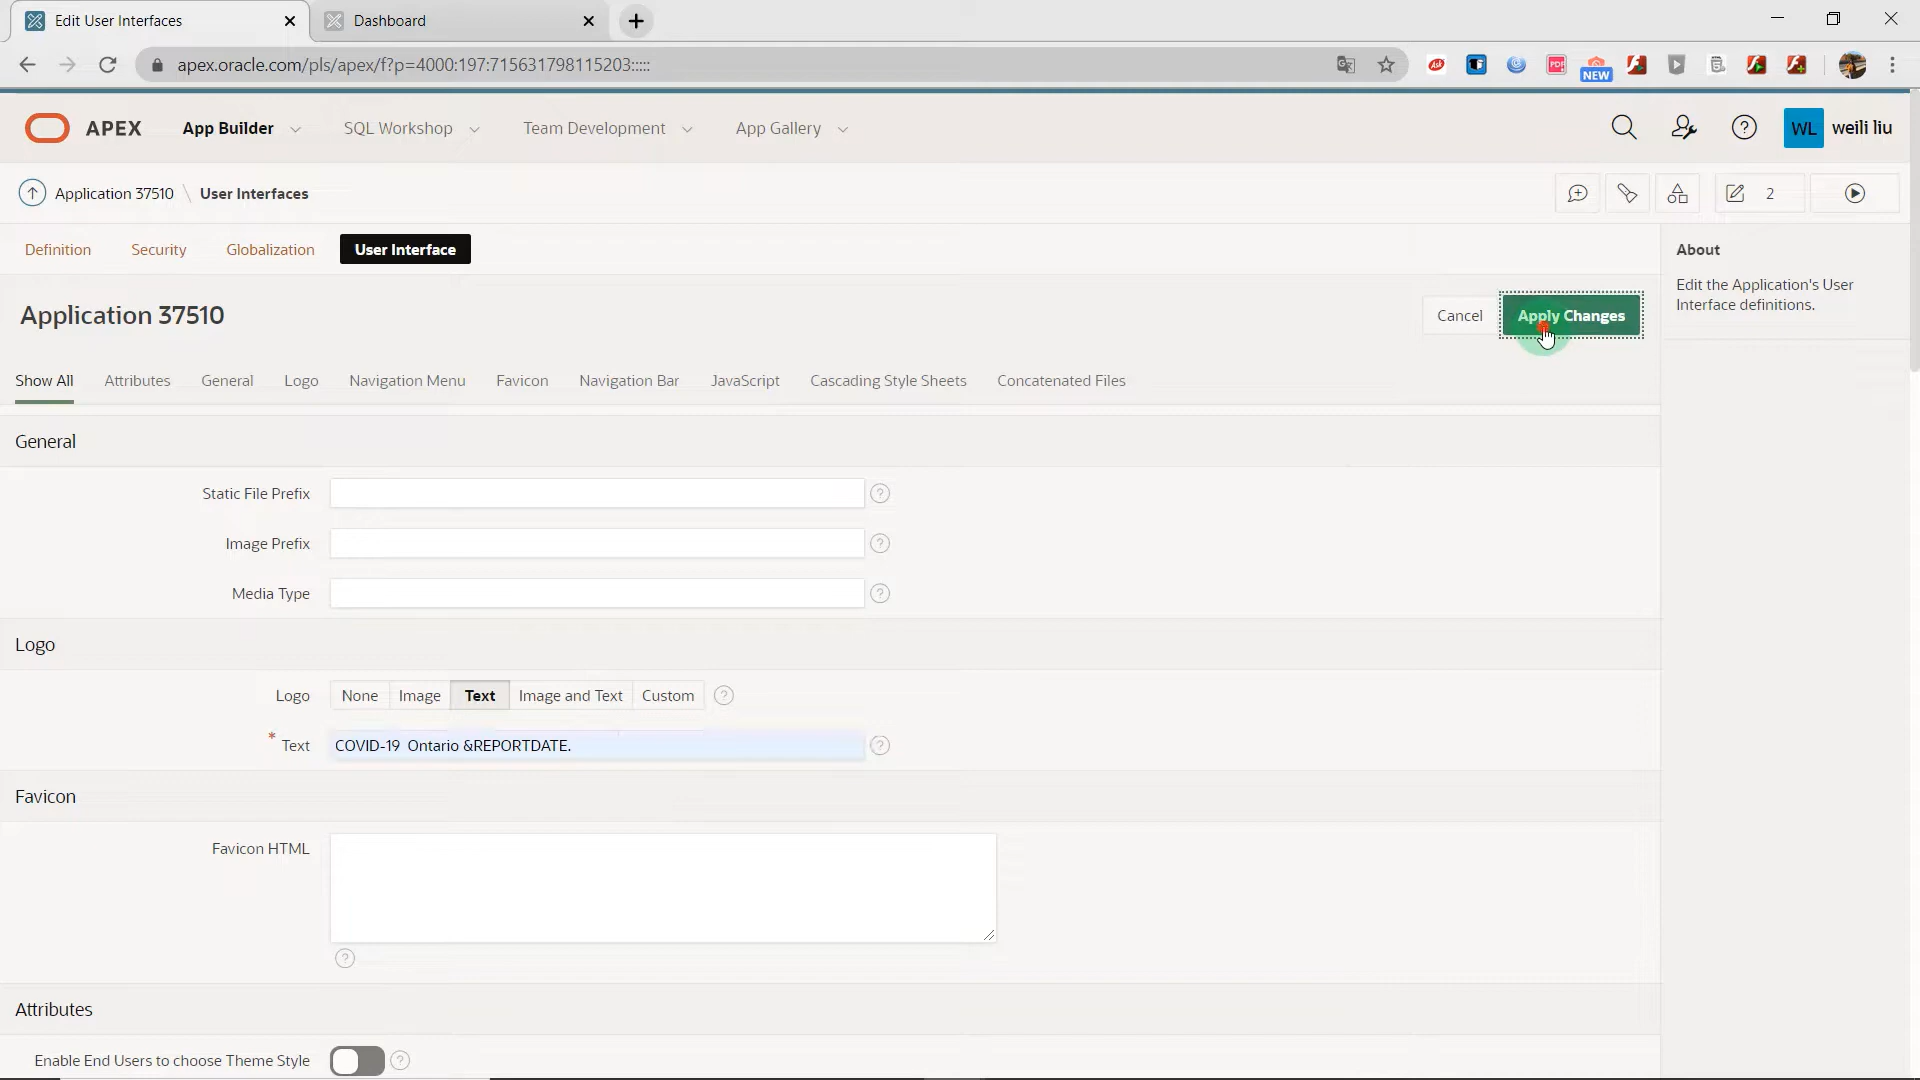 Edit User Interfaces
Dashboard
apex.oracle.com/pls/apex/f?p=4000:197:715631798115203:::::
Ask
PDF
NEW
APEX
App Builder
SQL Workshop
Team Development
App Gallery
WL
weili liu
Application 37510 \ User Interfaces
2
Definition
Security
Globalization
User Interface
Application 37510
Cancel
Apply Changes
About
Edit the Application's User
Interface definitions.
Show All
Attributes
General
Logo
Navigation Menu
Favicon
Navigation Bar
JavaScript
Cascading Style Sheets
Concatenated Files
General
Static File Prefix
Image Prefix
Media Type
Logo
Logo
None
Image
Text
Image and Text
Custom
* Text
COVID-19  Ontario &REPORTDATE.
Favicon
Favicon HTML
Attributes
Enable End Users to choose Theme Style